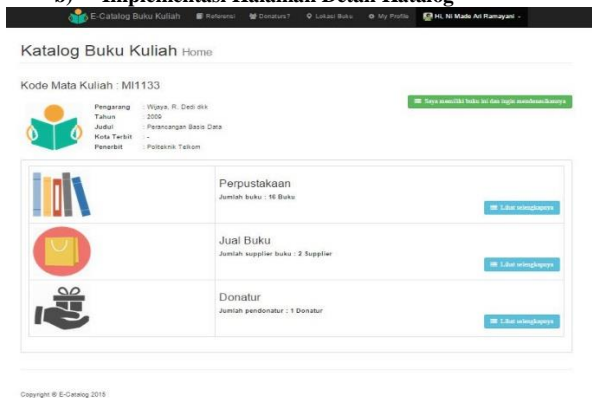 b) Implementasi Halaman Detail Katalog
E-Catalog Buku Kuliah Referensi Donaturs? Lokasi Buku My Profile Hi, Ni Made Ari Ramayani
Katalog Buku Kuliah Home
Kode Mata Kuliah : MI1133
Saya memiliki buku ini dan ingin mendonasikannya
Pengarang : Wijaya, R. Dedi dkk
Tahun : 2009
Judul : Perancangan Basis Data
Kota Terbit : -
Penerbit : Politeknik Telkom
Perpustakaan
Jumlah buku : 16 Buku
Lihat selengkapnya
Jual Buku
Jumlah supplier buku : 2 Supplier
Lihat selengkapnya
Donatur
Jumlah pendonatur : 1 Donatur
Lihat selengkapnya
Copyright © E-Catalog 2015